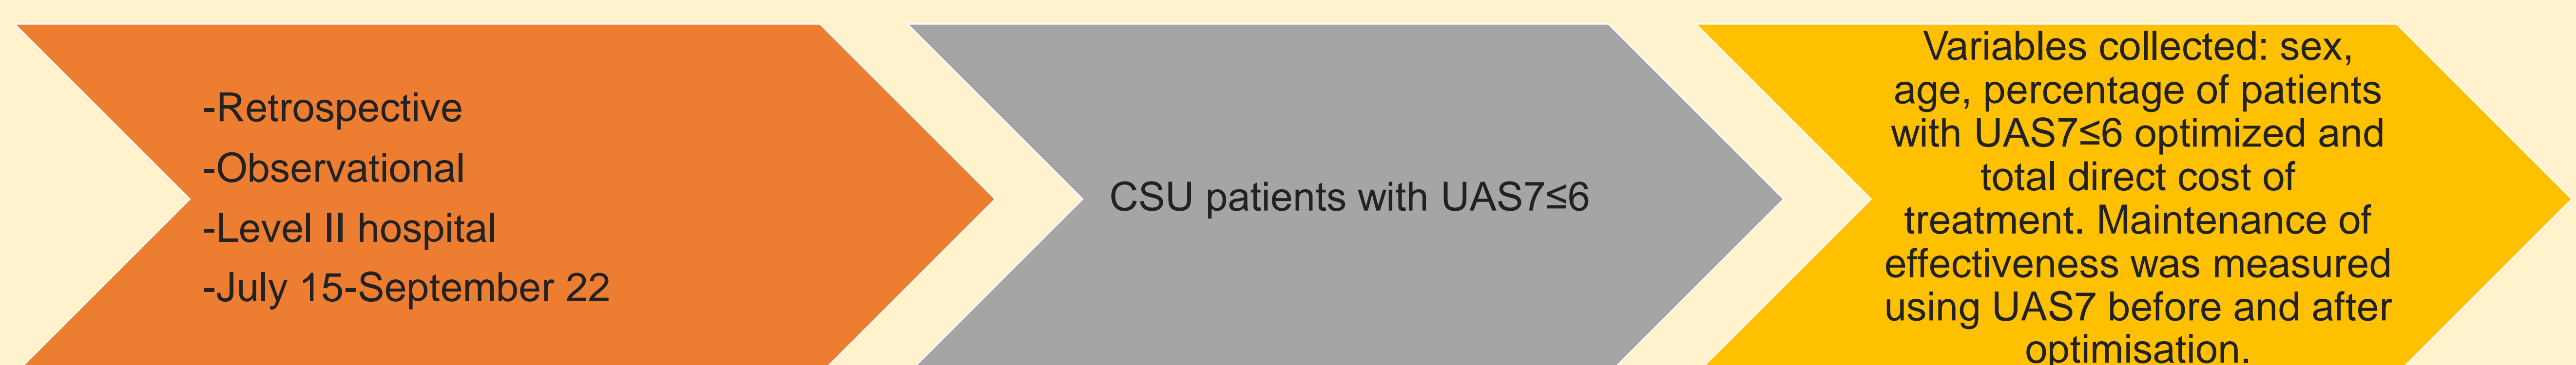 -Retrospective
-Observational
-Level II hospital
-July 15-September 22
CSU patients with UAS7≤6
Variables collected: sex,
age, percentage of patients
with UAS7≤6 optimized and
total direct cost of
treatment. Maintenance of
effectiveness was measured
using UAS7 before and after
optimisation.